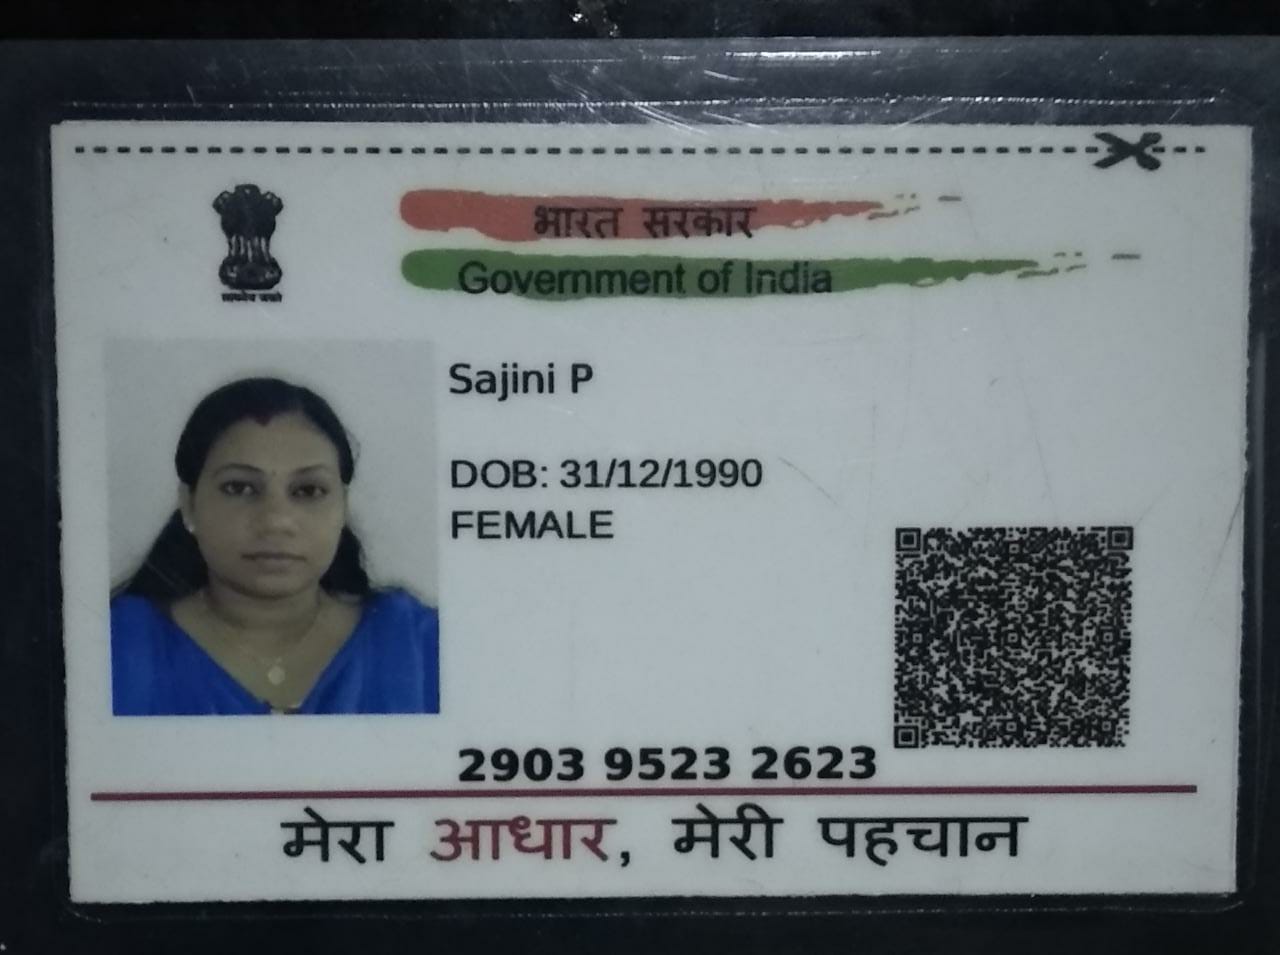 सत्यमेव जयते
भारत सरकार
Government of India
Sajini P
DOB: 31/12/1990
FEMALE
2903 9523 2623
मेरा आधार, मेरी पहचान